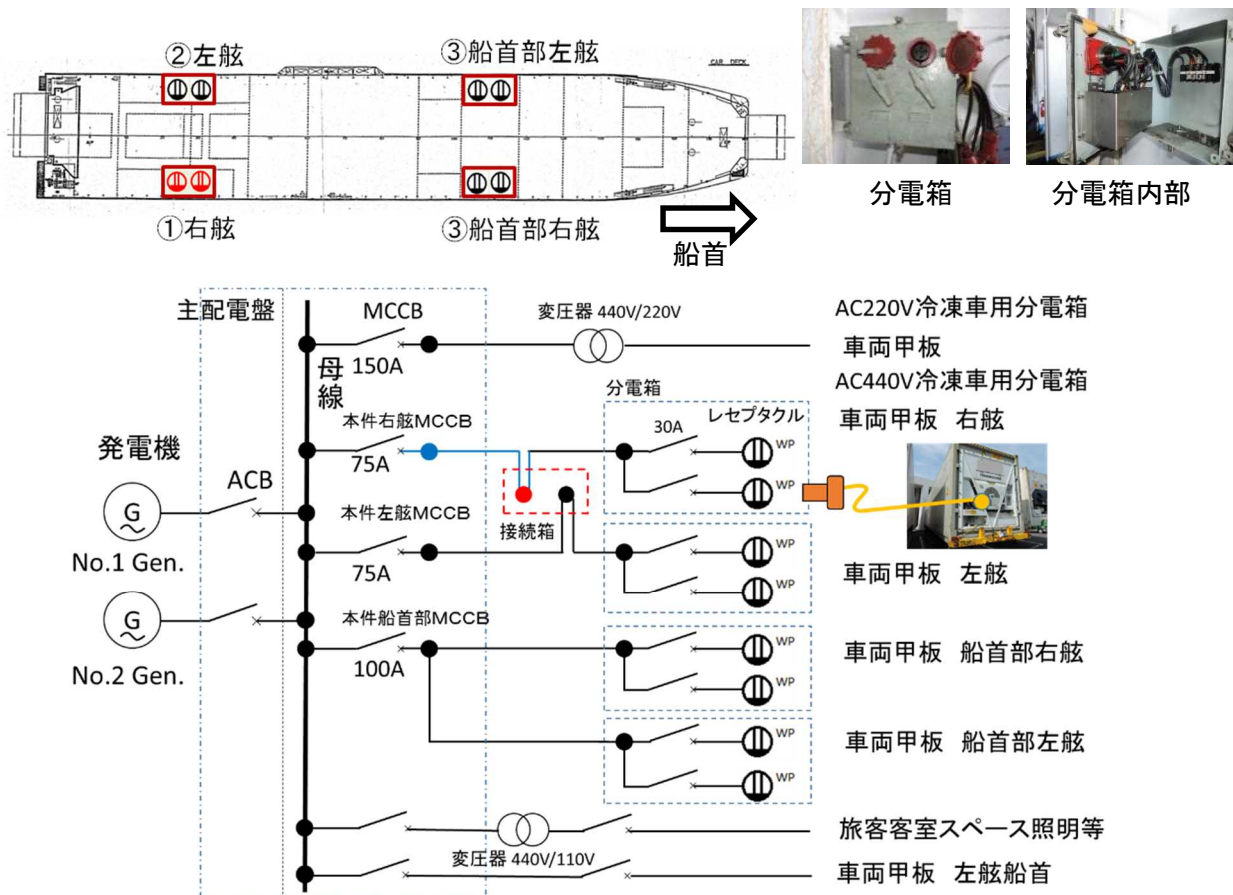 ②左舷
③船首部左舷
CAR DECK
①右舷
③船首部右舷
船首
分電箱
分電箱内部
主配電盤
MCCB
変圧器 440V/220V
AC220V冷凍車用分電箱
車両甲板
150A
母線
分電箱
AC440V冷凍車用分電箱
本件右舷MCCB
30A
レセプタクル
車両甲板 右舷
発電機
75A
WP
WP
ACB
G
No.1 Gen.
本件左舷MCCB
接続箱
75A
WP
WP
車両甲板 左舷
G
No.2 Gen.
本件船首部MCCB
100A
WP
WP
車両甲板 船首部右舷
WP
WP
車両甲板 船首部左舷
変圧器 440V/110V
旅客客室スペース照明等
車両甲板 左舷船首